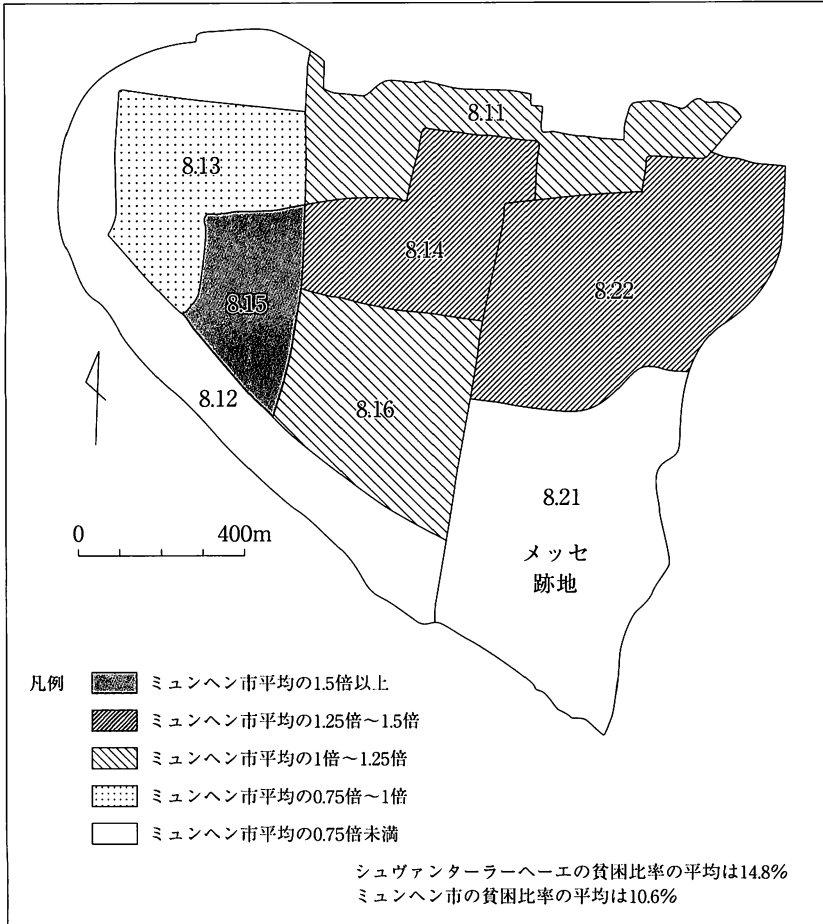 8.11
8.13
8.14
8.22
8.15
8.12
8.16
8.21
メッセ
跡地
0 400m
凡例
ミュンヘン市平均の1.5倍以上
ミュンヘン市平均の1.25倍〜1.5倍
ミュンヘン市平均の1倍〜1.25倍
ミュンヘン市平均の0.75倍〜1倍
ミュンヘン市平均の0.75倍未満
シュヴァンターラーヘーエの貧困比率の平均は14.8%
ミュンヘン市の貧困比率の平均は10.6%